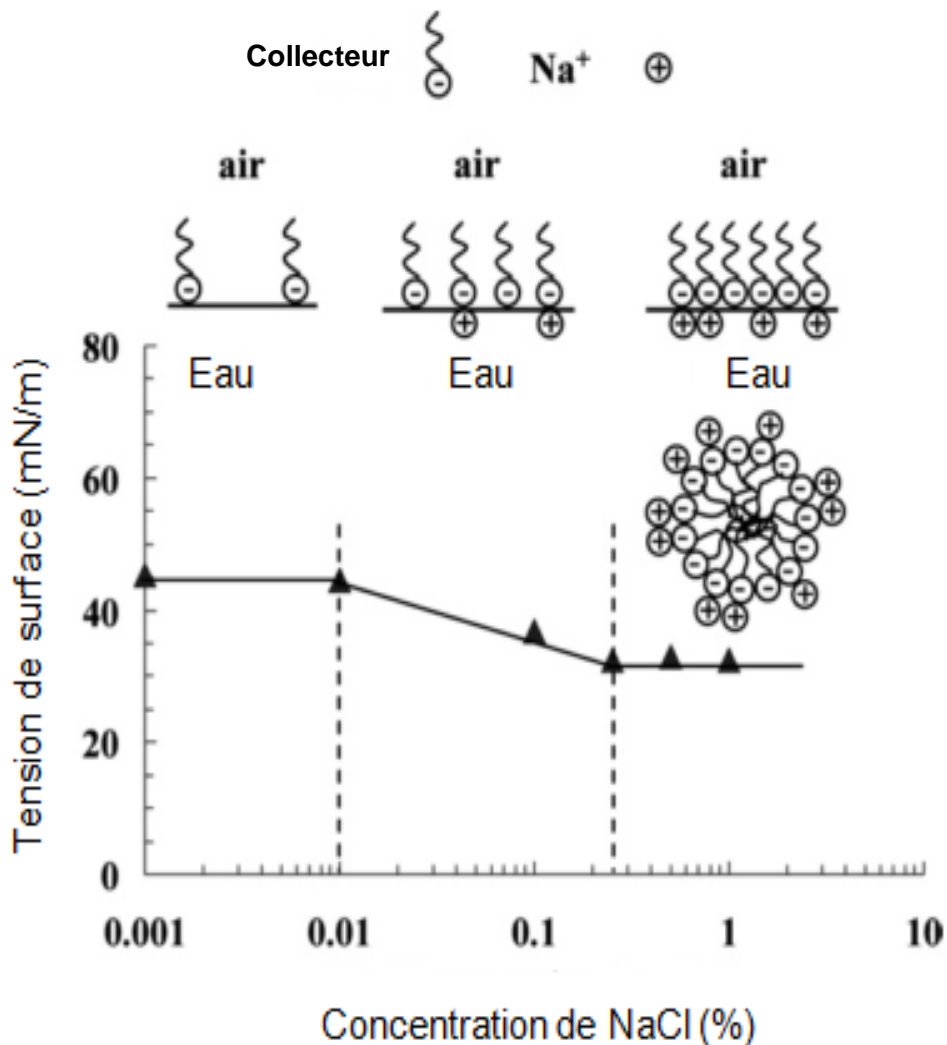 Collecteur Na+
air air air
80
Eau Eau Eau
60
40
20
0
0.001 0.01 0.1 1 10
Tension de surface (mN/m)
Concentration de NaCl (%)